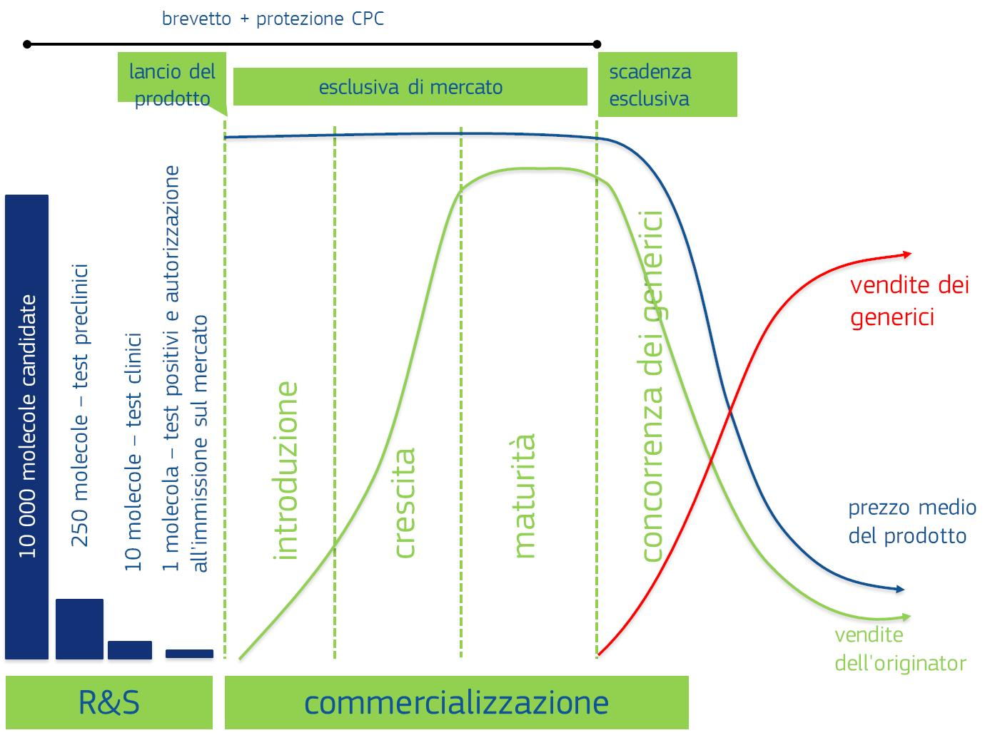 brevetto + protezione CPC
lancio del
prodotto
esclusiva di mercato
scadenza
esclusiva
10 000 molecole candidate
250 molecole – test preclinici
10 molecole – test clinici
1 molecola – test positivi e autorizzazione
all'immissione sul mercato
introduzione
crescita
maturità
concorrenza dei generici
vendite dei
generici
prezzo medio
del prodotto
vendite
dell'originator
R&S
commercializzazione